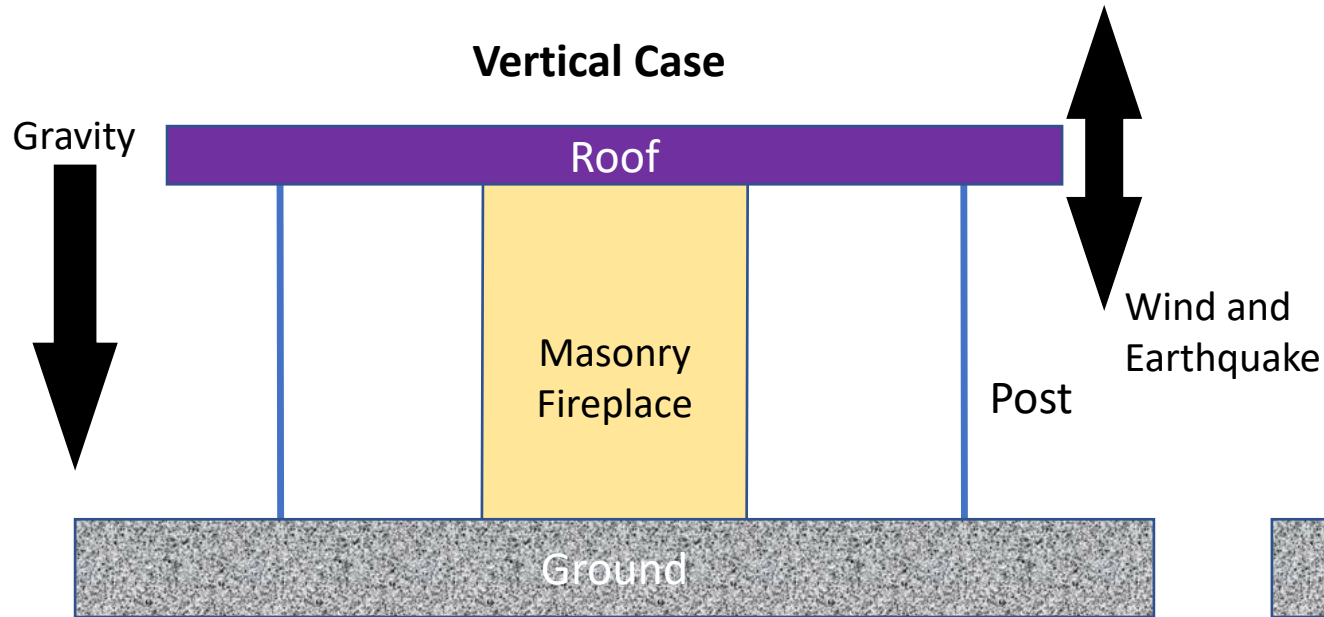 Vertical Case
Gravity
Roof
Wind and
Earthquake
Masonry
Fireplace
Post
Ground